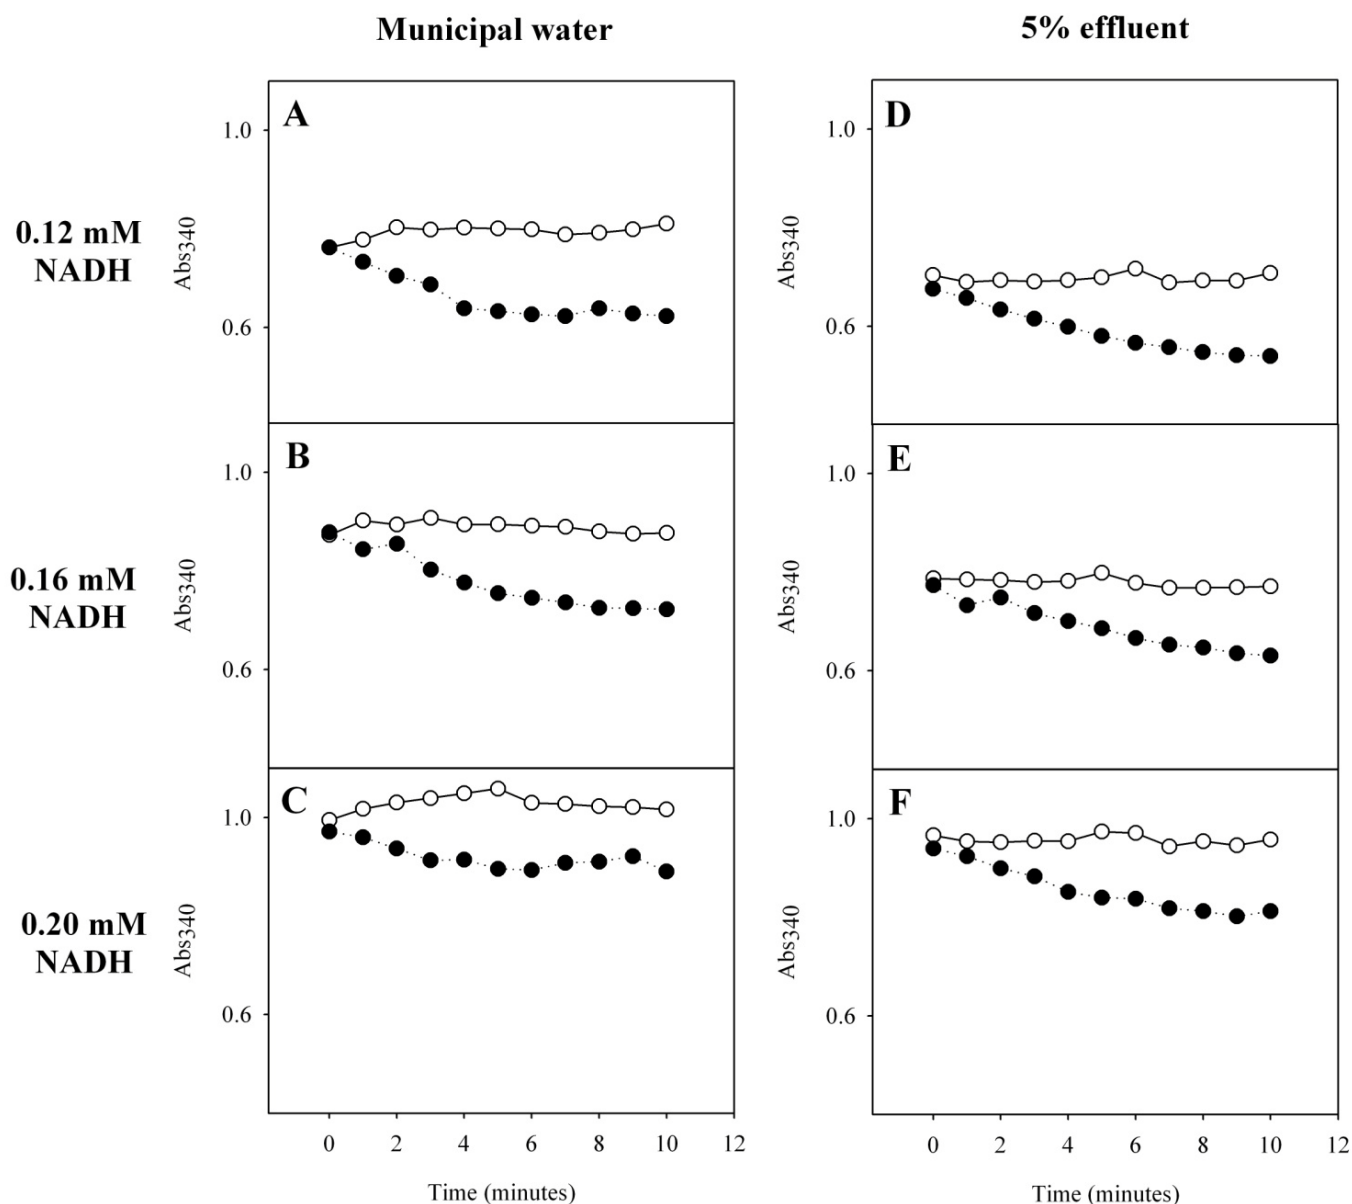 Municipal water
5% effluent
A
D
1.0
1.0
0.12 mM
NADH
Abs340
Abs340
0.6
0.6
B
E
1.0
1.0
0.16 mM
NADH
Abs340
Abs340
0.6
0.6
C
F
1.0
1.0
0.20 mM
NADH
Abs340
Abs340
0.6
0.6
0 2 4 6 8 10 12
0 2 4 6 8 10 12
Time (minutes)
Time (minutes)